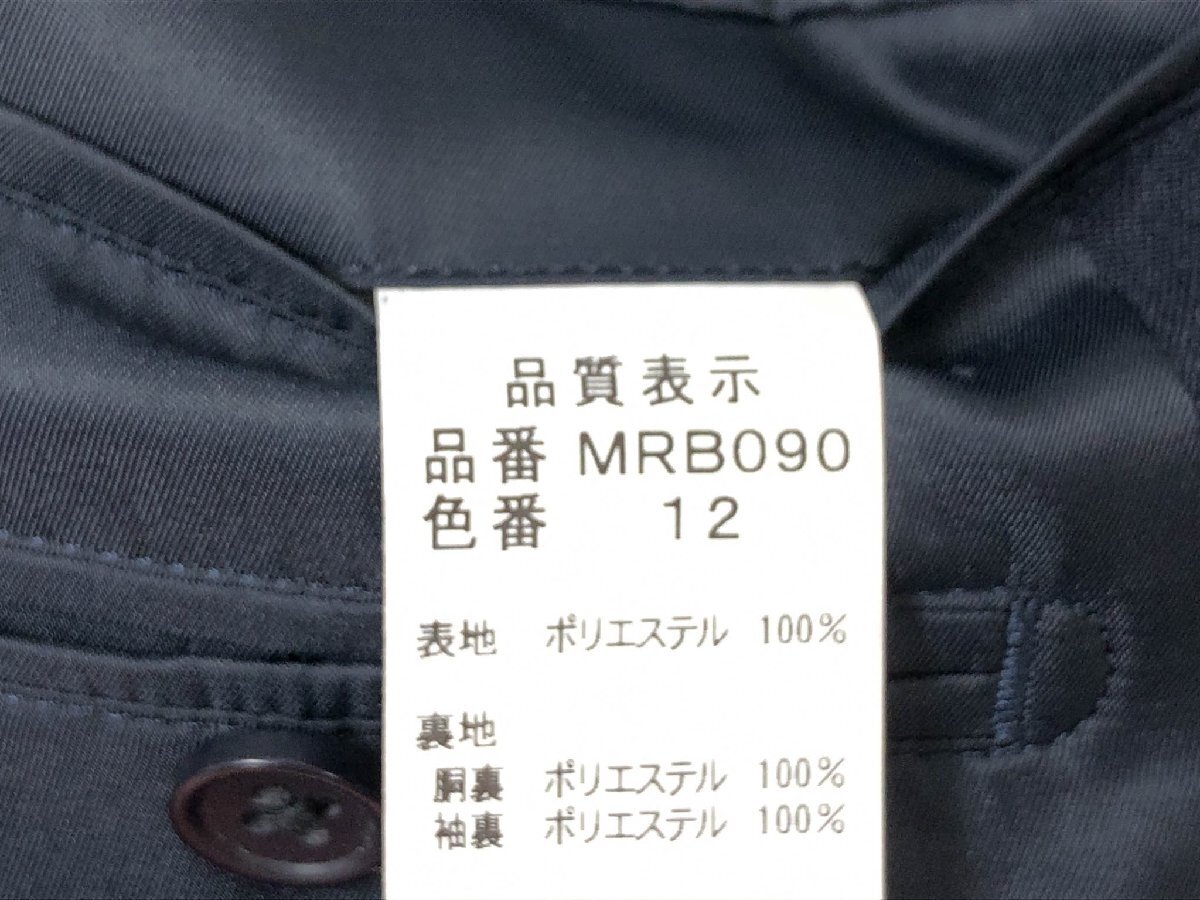 品質表示
品番 MRB090
色番 12
表地 ポリエステル 100%
裏地
胴裏 ポリエステル 100%
袖裏 ポリエステル 100%